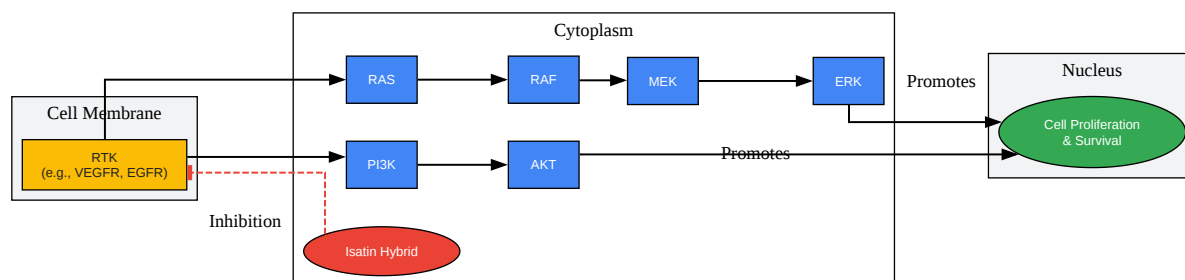 Cytoplasm
RAS
RAF
MEK
ERK
Promotes
Nucleus
Cell Membrane
Cell Proliferation
& Survival
RTK
(e.g., VEGFR, EGFR)
PI3K
AKT
Promotes
Inhibition
Isatin Hybrid